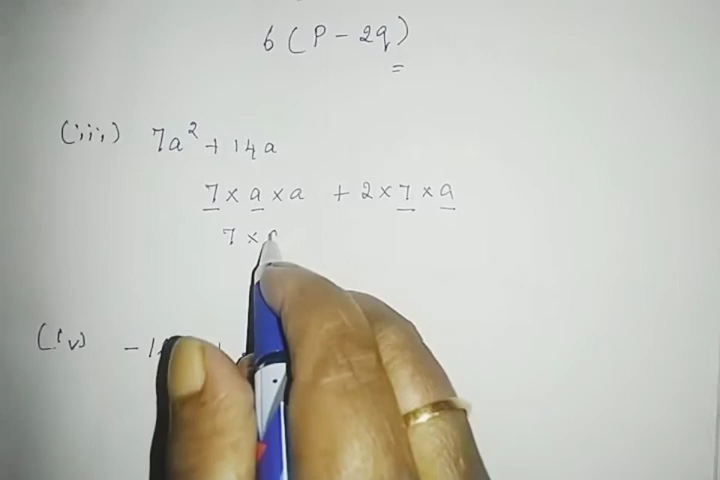 6 (P - 2q)
=
(iii) 7a² + 14a
7 × a × a + 2 × 7 × a
7 ×
(iv) - 1